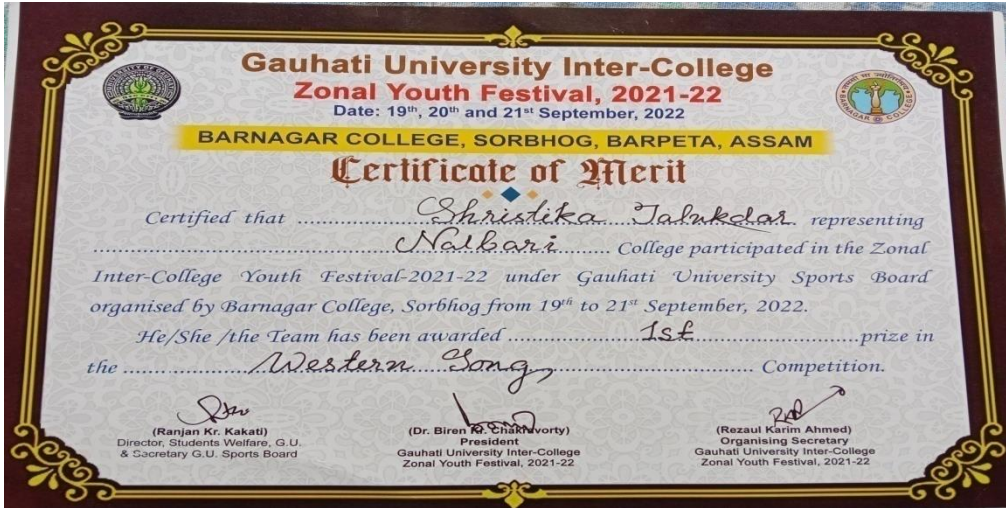 Gauhati University Inter-College
Zonal Youth Festival, 2021-22
Date: 19th, 20th and 21st September, 2022
BARNAGAR COLLEGE, SORBHOG, BARPETA, ASSAM
Certificate of Merit
Certified that Shristika Talukdar representing
Nalbari College participated in the Zonal
Inter-College Youth Festival-2021-22 under Gauhati University Sports Board
organised by Barnagar College, Sorbhog from 19th to 21st September, 2022.
He/She /the Team has been awarded 1st prize in
the Western Song Competition.
(Ranjan Kr. Kakati)
Director, Students Welfare, G.U.
& Secretary G.U. Sports Board
(Dr. Biren Kr. Chakravorty)
President
Gauhati University Inter-College
Zonal Youth Festival, 2021-22
(Rezaul Karim Ahmed)
Organising Secretary
Gauhati University Inter-College
Zonal Youth Festival, 2021-22